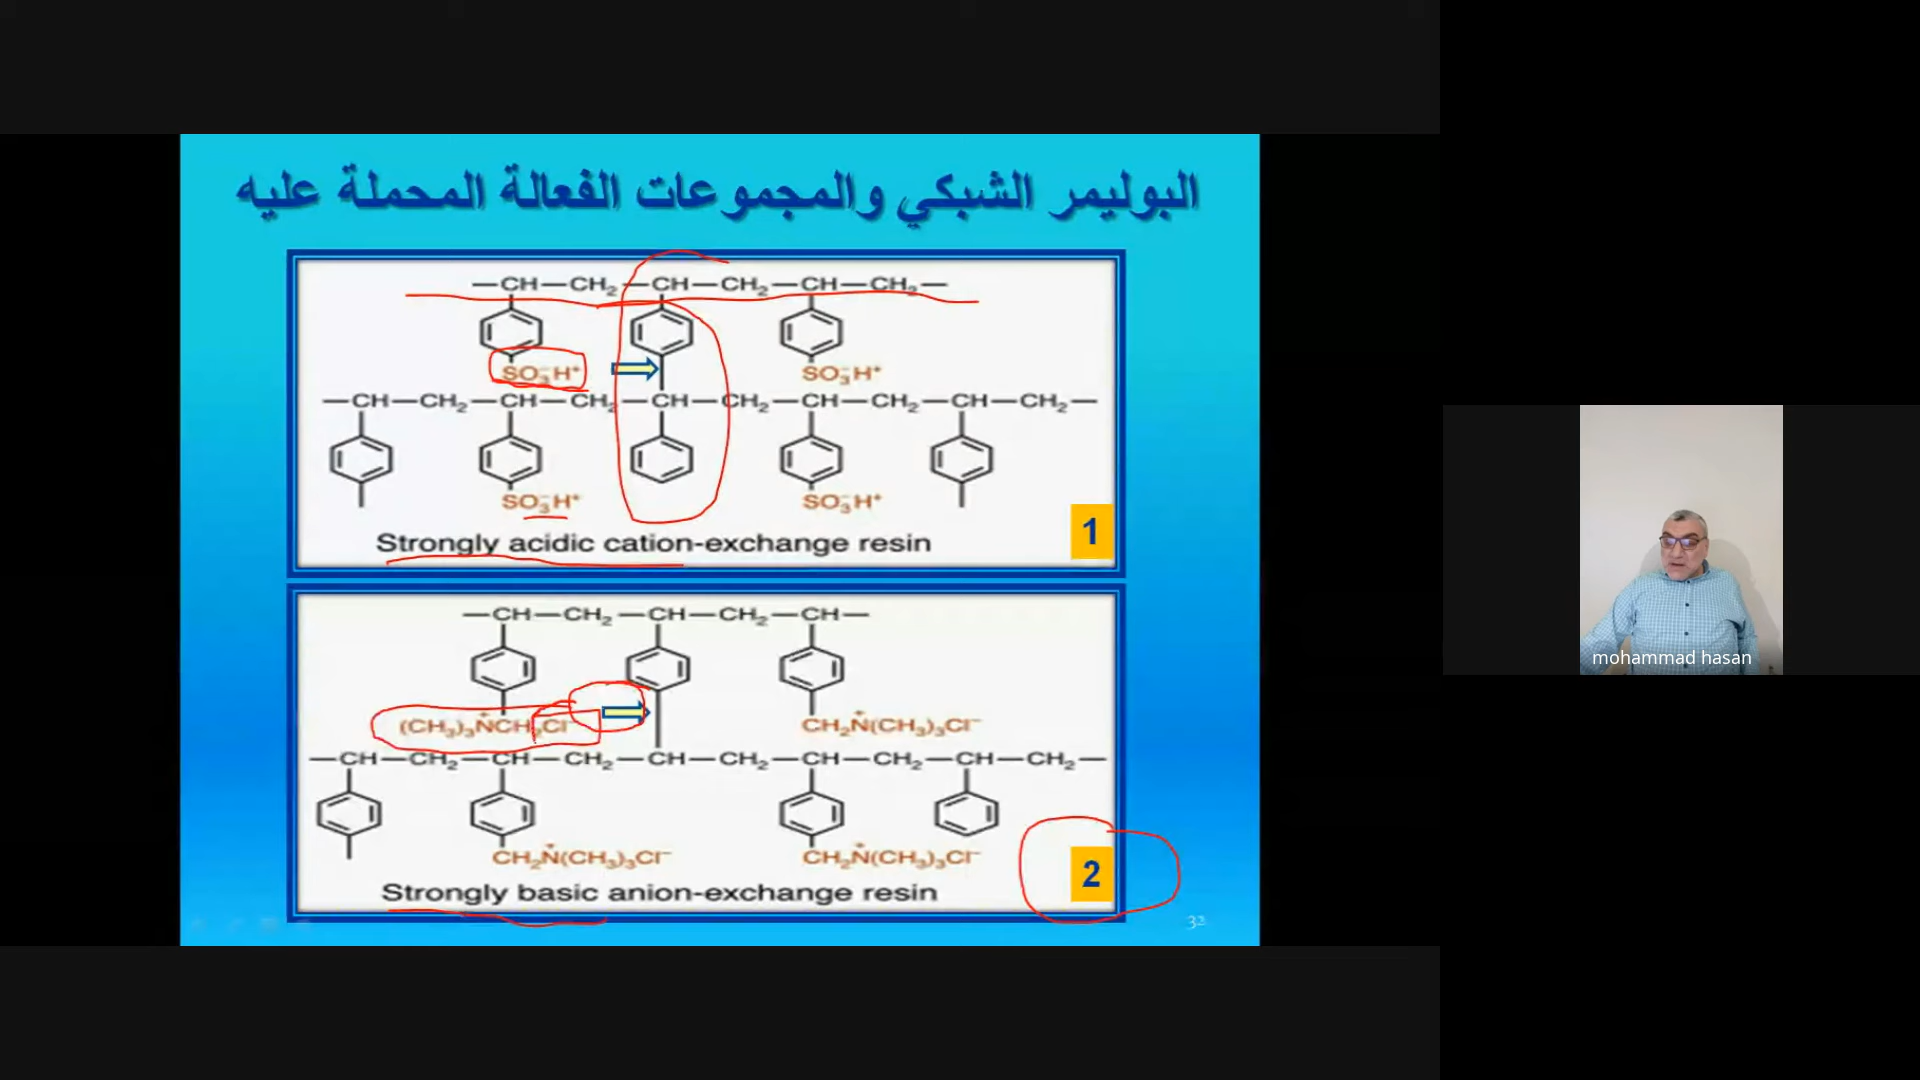 البوليمر الشبكي والمجموعات الفعالة المحملة عليه
—CH—CH₂—CH—CH₂—CH—CH₂—
SO₃⁻H⁺ SO₃⁻H⁺
—CH—CH₂—CH—CH₂—CH—CH₂—CH—CH₂—CH—CH₂—
SO₃⁻H⁺ SO₃⁻H⁺
Strongly acidic cation-exchange resin
1
—CH—CH₂—CH—CH₂—CH—
(CH₃)₃N⁺CH₂Cl⁻ CH₂N⁺(CH₃)₃Cl⁻
—CH—CH₂—CH—CH₂—CH—CH₂—CH—CH₂—CH—CH₂—
CH₂N⁺(CH₃)₃Cl⁻ CH₂N⁺(CH₃)₃Cl⁻
Strongly basic anion-exchange resin
2
mohammad hasan